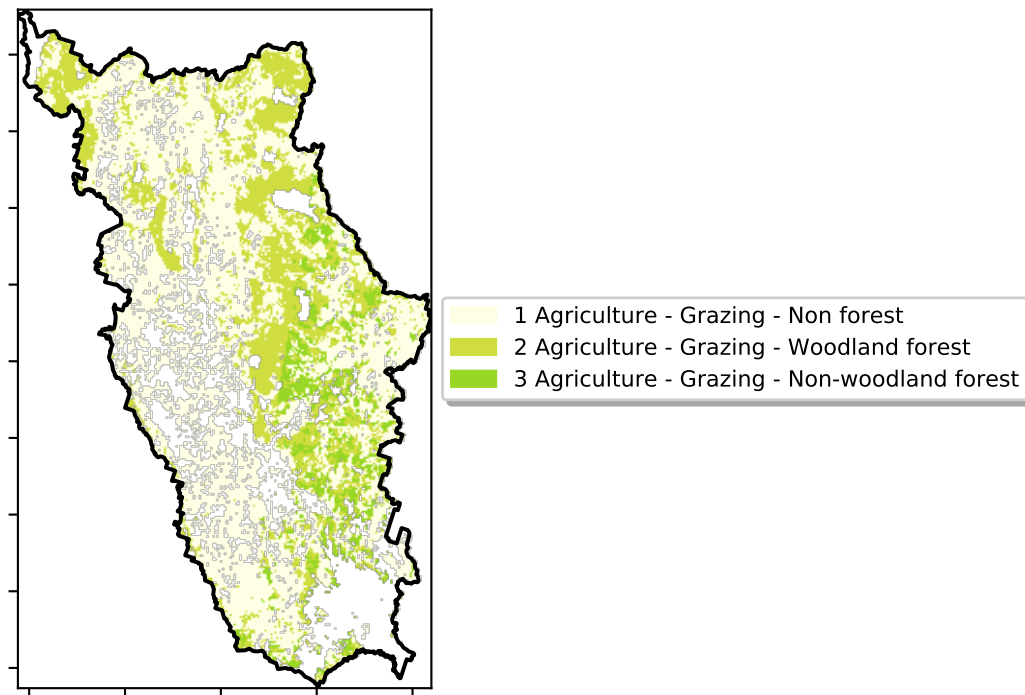 1 Agriculture - Grazing - Non forest
2 Agriculture - Grazing - Woodland forest
3 Agriculture - Grazing - Non-woodland forest